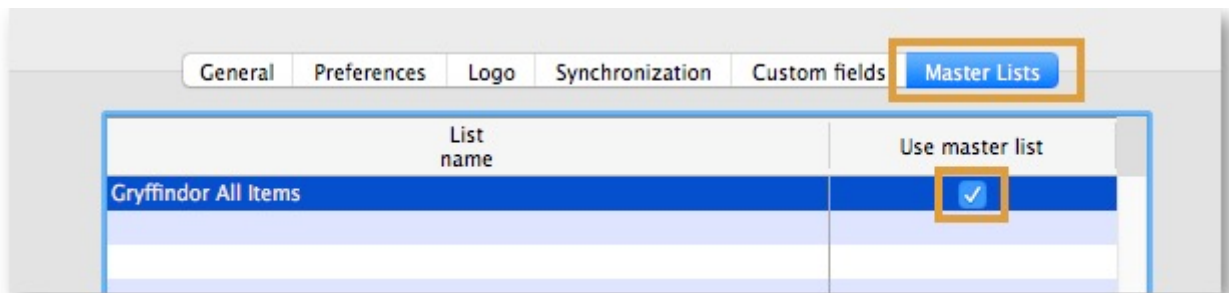 General Preferences Logo Synchronization Custom fields Master Lists
List
name
Use master list
Gryffindor All Items